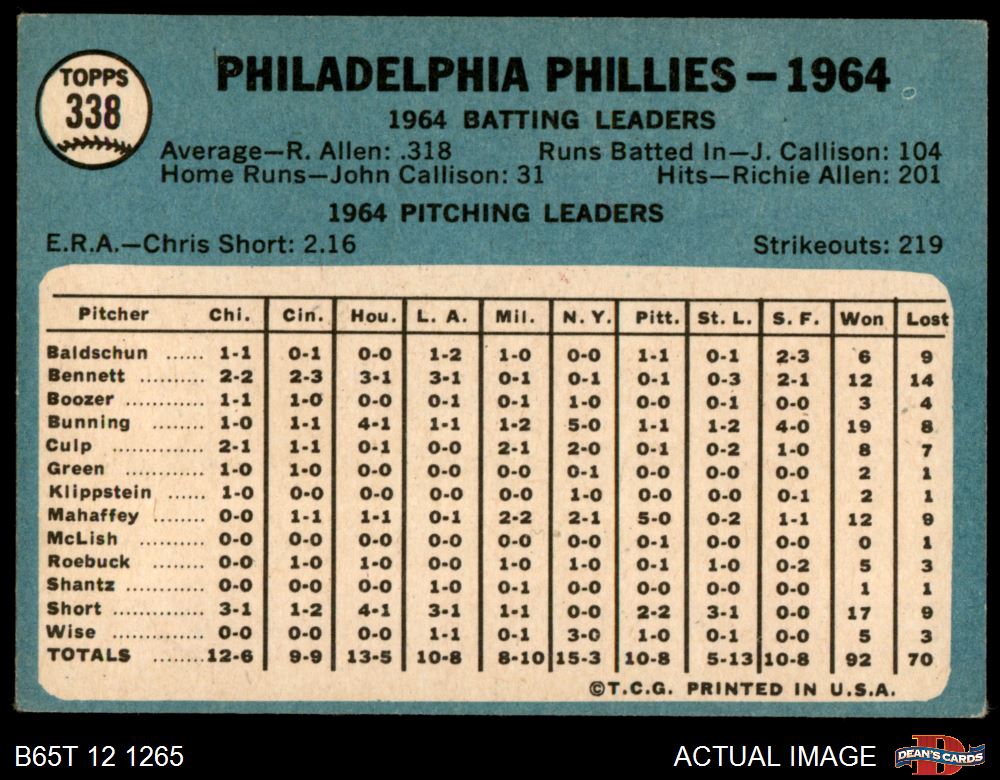 TOPPS
338
PHILADELPHIA PHILLIES — 1964
1964 BATTING LEADERS
Average—R. Allen: .318 Runs Batted In—J. Callison: 104
Home Runs—John Callison: 31 Hits—Richie Allen: 201
1964 PITCHING LEADERS
E.R.A.—Chris Short: 2.16 Strikeouts: 219
Pitcher Chi. Cin. Hou. L. A. Mil. N. Y. Pitt. St. L. S. F. Won Lost
Baldschun ...... 1-1 0-1 0-0 1-2 1-0 0-0 1-1 0-1 2-3 6 9
Bennett .......... 2-2 2-3 3-1 3-1 0-1 0-1 0-1 0-3 2-1 12 14
Boozer ............ 1-1 1-0 0-0 0-1 0-1 1-0 0-0 0-1 0-0 3 4
Bunning .......... 1-0 1-1 4-1 1-1 1-2 5-0 1-1 1-2 4-0 19 8
Culp .............. 2-1 1-1 0-1 0-0 2-1 2-0 0-1 0-2 1-0 8 7
Green ............ 1-0 1-0 0-0 0-0 0-0 0-1 0-0 0-0 0-0 2 1
Klippstein ...... 1-0 0-0 0-0 0-0 0-0 1-0 0-0 0-0 0-1 2 1
Mahaffey ........ 0-0 1-1 1-1 0-1 2-2 2-1 5-0 0-2 1-1 12 9
McLish .......... 0-0 0-0 0-0 0-0 0-0 0-0 0-1 0-0 0-0 0 1
Roebuck ........ 0-0 1-0 1-0 0-0 0-0 1-0 0-1 1-0 0-2 5 3
Shantz ............ 0-0 0-0 0-0 1-0 0-1 0-0 0-0 0-0 0-0 1 1
Short .............. 3-1 1-2 4-1 3-1 1-1 0-0 2-2 3-1 0-0 17 9
Wise .............. 0-0 0-0 0-0 1-1 0-1 3-0 1-0 0-1 0-0 5 3
TOTALS ........ 12-6 9-9 13-5 10-8 8-10 15-3 10-8 5-13 10-8 92 70
©T.C.G. PRINTED IN U.S.A.
B65T 12 1265 ACTUAL IMAGE D DEAN'S CARDS